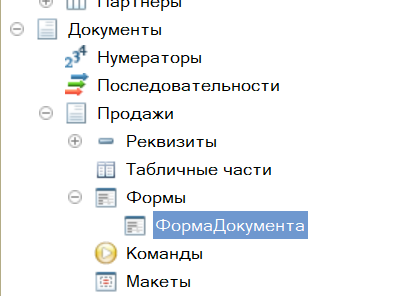 Партнеры
Документы
Нумераторы
Последовательности
Продажи
Реквизиты
Табличные части
Формы
ФормаДокумента
Команды
Макеты